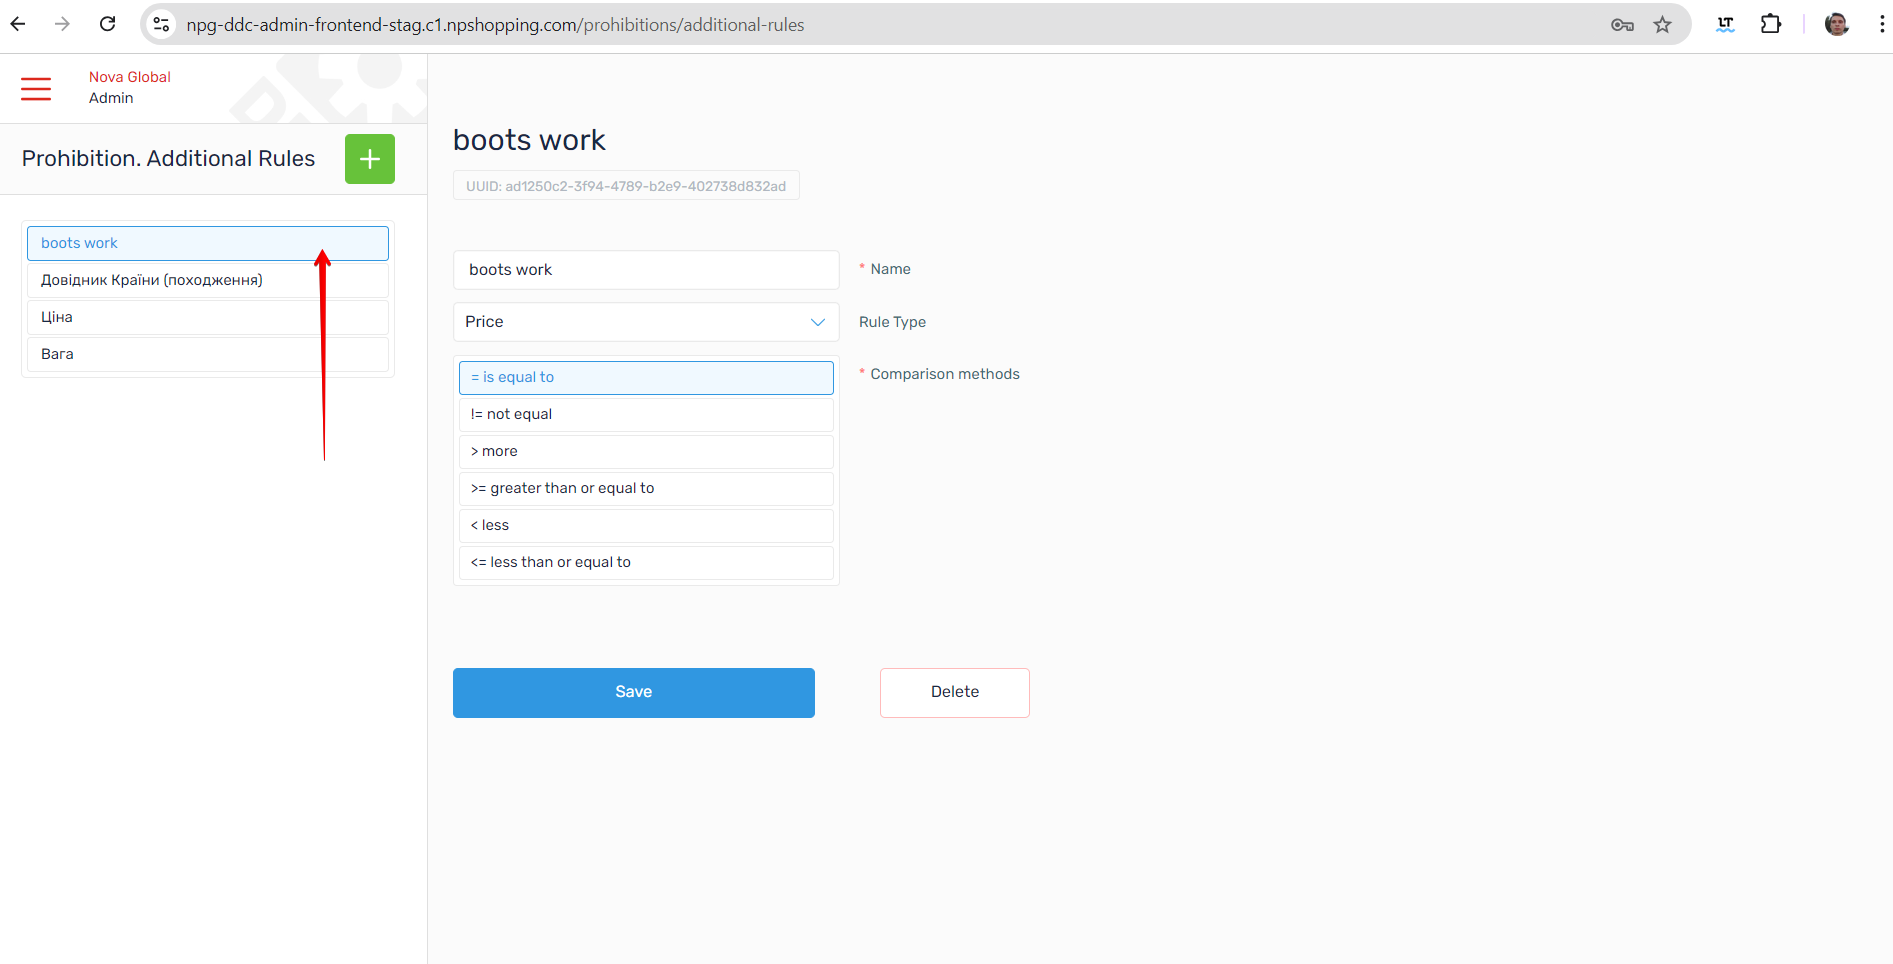 npg-ddc-admin-frontend-stag.c1.npshopping.com/prohibitions/additional-rules
LT
Nova Global
Admin
Prohibition. Additional Rules
boots work
Довідник Країни (походження)
Ціна
Вага
boots work
UUID: ad1250c2-3f94-4789-b2e9-402738d832ad
boots work * Name
Price Rule Type
= is equal to * Comparison methods
!= not equal
> more
>= greater than or equal to
< less
<= less than or equal to
Save Delete